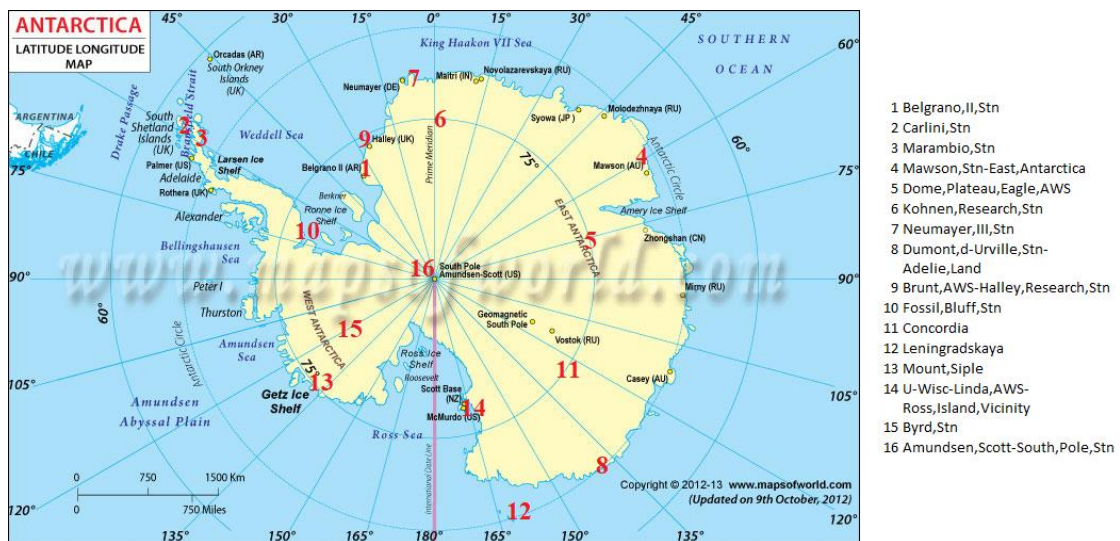 ANTARCTICA
LATITUDE LONGITUDE
MAP
45° 30° 15° 0° 15° 30° 45°
King Haakon VII Sea
SOUTHERN
OCEAN
60°
Orcadas (AR)
South Orkney
Islands
(UK)
Neumayer (DE)
7
Maitri (IN)
Novolazarevskaya (RU)
Syowa (JP )
Molodezhnaya (RU)
ARGENTINA
CHILE
Drake Passage
Bransfield Strait
South
Shetland
Islands
(UK)
2
3
Weddell Sea
9
Halley (UK)
6
Prime Meridian
75°
4
Mawson (AU)
Antarctic Circle
60°
75°
Palmer (US)
Larsen Ice
Shelf
Adelaide
Rothera (UK)
Belgrano II (AR)
1
Berkner
Ronne Ice
Shelf
10
Alexander
EAST ANTARCTICA
5
Amery Ice Shelf
Zhongshan (CN)
75°
Bellingshausen
Sea
www.mapsofworld.com
16
South Pole
Amundsen-Scott (US)
90°
Peter I
Thurston
60°
Antarctic Circle
WEST ANTARCTICA
15
Geomagnetic
South Pole
Vostok (RU)
Mirny (RU)
90°
Amundsen
Sea
75°
13
Getz Ice
Shelf
Ross Ice
Shelf
Roosevelt
Scott Base
(NZ)
McMurdo (US)
14
11
Casey (AU)
105°
105°
Amundsen
Abyssal Plain
Ross Sea
International Date Line
8
12
0 750 1500 Km
0 750 Miles
Copyright © 2012-13 www.mapsofworld.com
(Updated on 9th October, 2012)
120°
120°
135° 150° 165° 180° 165° 150° 135°
1 Belgrano,II,Stn
2 Carlini,Stn
3 Marambio,Stn
4 Mawson,Stn-East,Antarctica
5 Dome,Plateau,Eagle,AWS
6 Kohnen,Research,Stn
7 Neumayer,III,Stn
8 Dumont,d-Urville,Stn-
Adelie,Land
9 Brunt,AWS-Halley,Research,Stn
10 Fossil,Bluff,Stn
11 Concordia
12 Leningradskaya
13 Mount,Siple
14 U-Wisc-Linda,AWS-
Ross,Island,Vicinity
15 Byrd,Stn
16 Amundsen,Scott-South,Pole,Stn